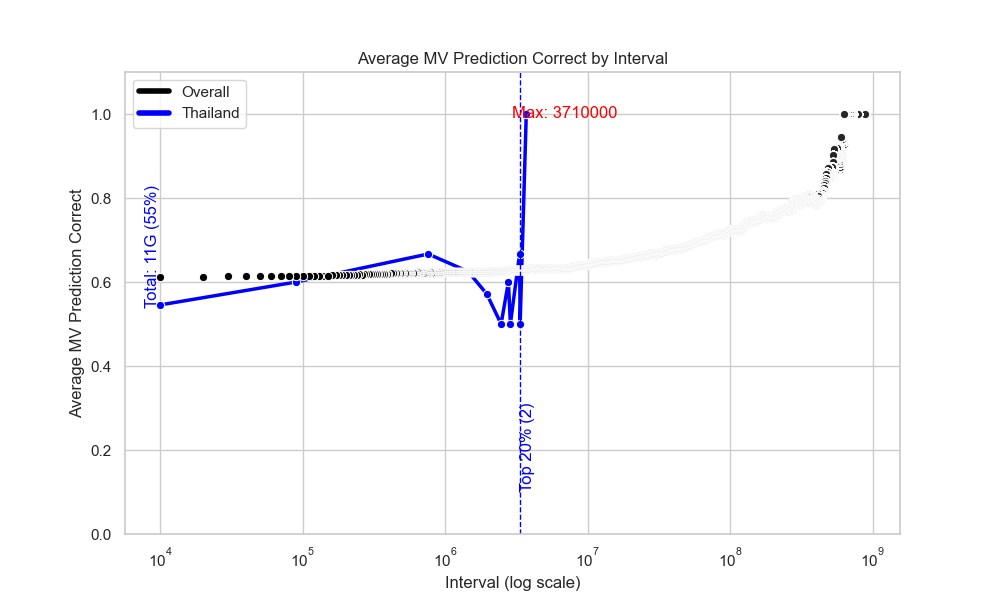 Average MV Prediction Correct by Interval
Overall
Thailand
Max: 3710000
Total: 11G (55%)
Top 20% (2)
Average MV Prediction Correct
1.0
0.8
0.6
0.4
0.2
0.0
10^4
10^5
10^6
10^7
10^8
10^9
Interval (log scale)